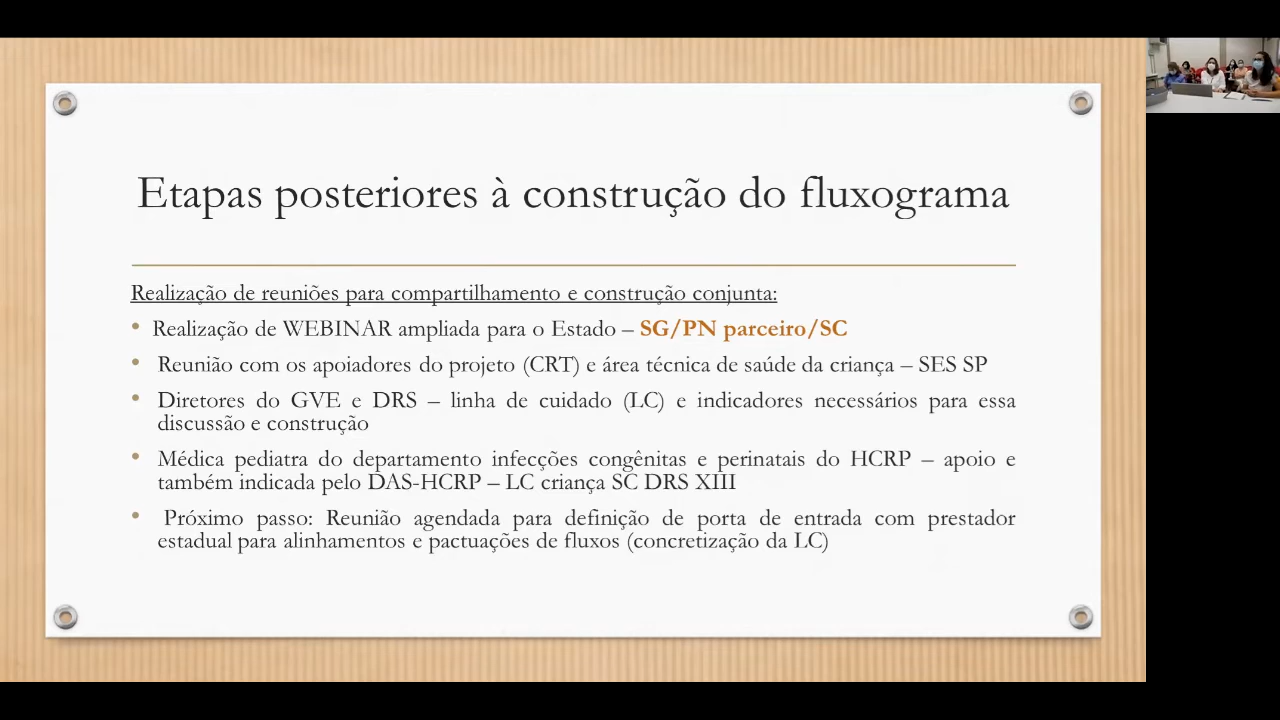 Etapas posteriores à construção do fluxograma
Realização de reuniões para compartilhamento e construção conjunta:
• Realização de WEBINAR ampliada para o Estado – SG/PN parceiro/SC
• Reunião com os apoiadores do projeto (CRT) e área técnica de saúde da criança – SES SP
• Diretores do GVE e DRS – linha de cuidado (LC) e indicadores necessários para essa
discussão e construção
• Médica pediatra do departamento infecções congênitas e perinatais do HCRP – apoio e
também indicada pelo DAS-HCRP – LC criança SC DRS XIII
• Próximo passo: Reunião agendada para definição de porta de entrada com prestador
estadual para alinhamentos e pactuações de fluxos (concretização da LC)